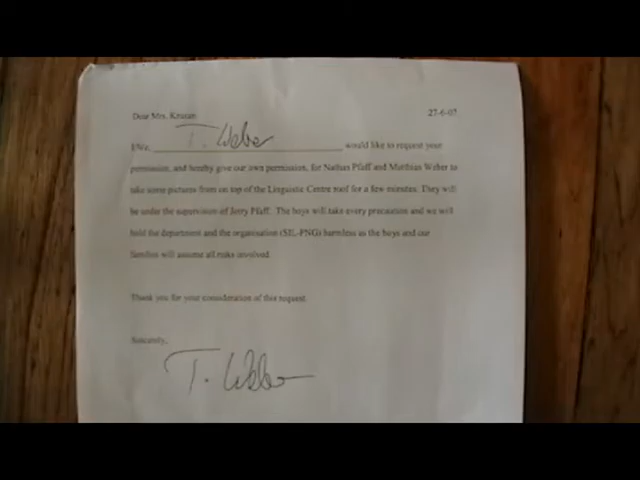 Dear Mrs. Keenan 27-6-07
I/We, T. Weber would like to request your
permission, and hereby give our own permission, for Nathan Pfaff and Matthias Weber to
take some pictures from on top of the Linguistic Centre roof for a few minutes. They will
be under the supervision of Jerry Pfaff. The boys will take every precaution and we will
hold the department and the organisation (SIL-PNG) harmless as the boys and our
families will assume all risks involved.
Thank you for your consideration of this request.
Sincerely,
T. Weber